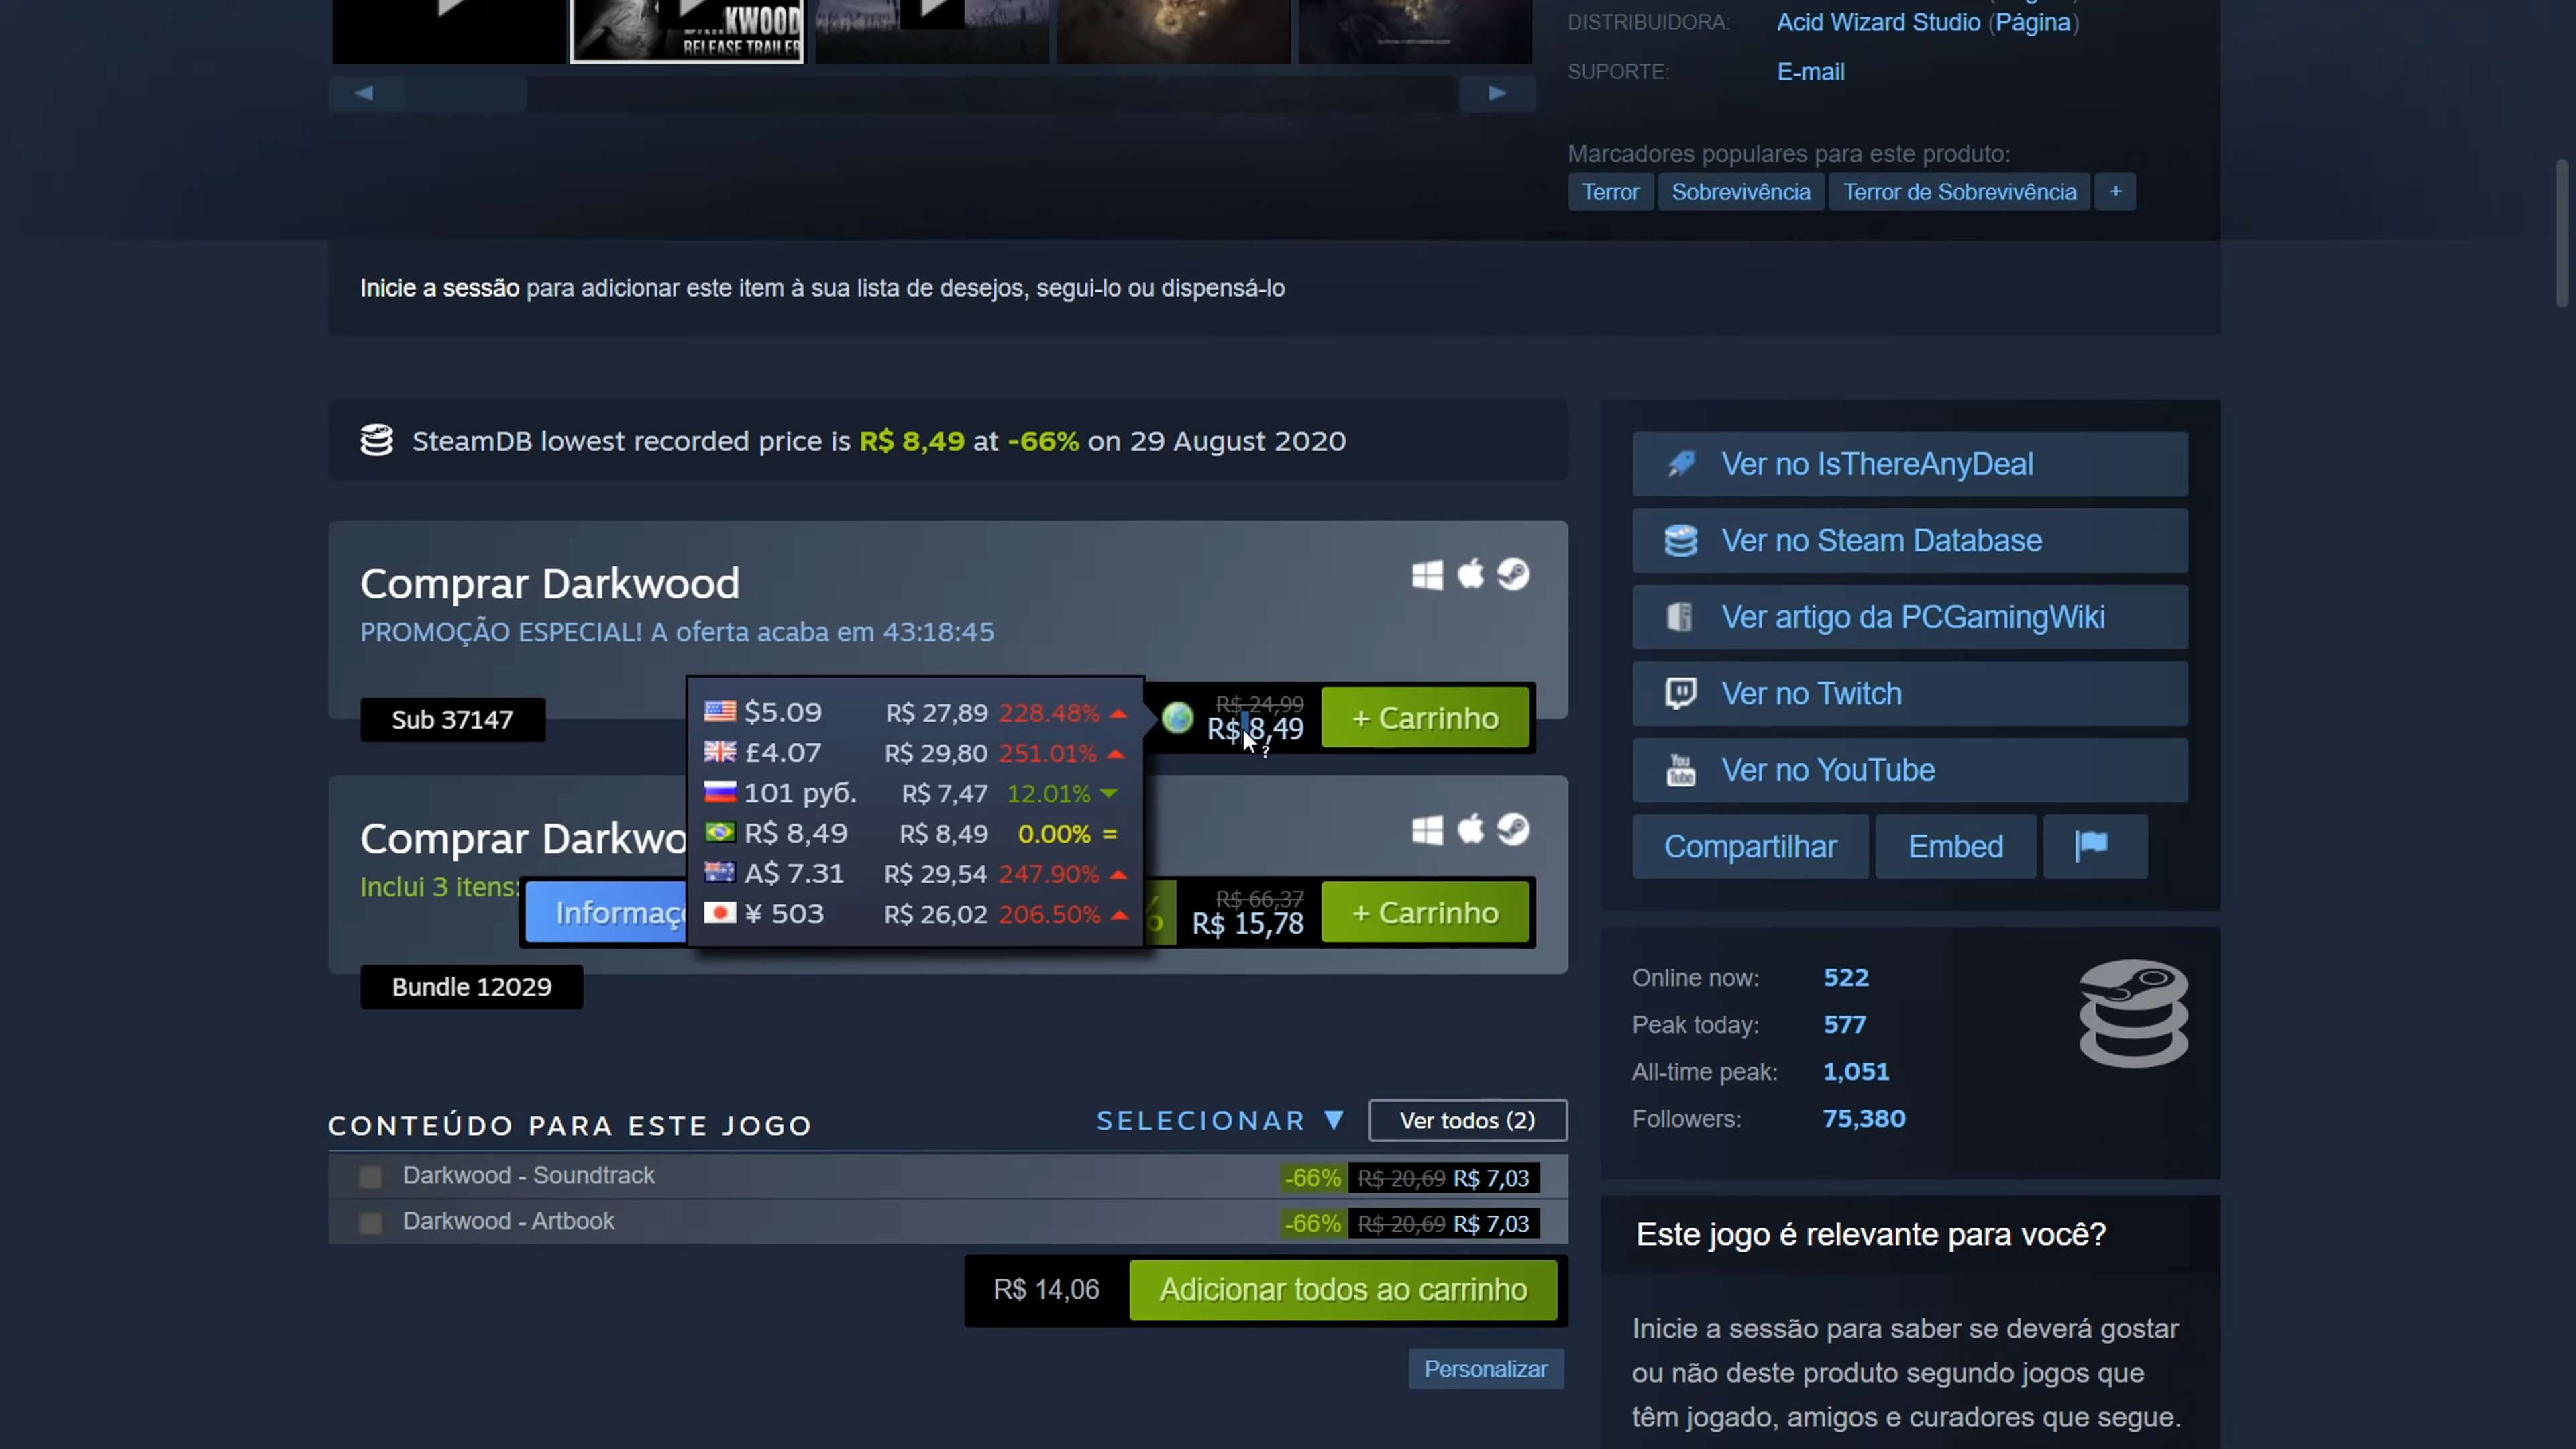 DARKWOOD
RELEASE TRAILER
DISTRIBUIDORA: Acid Wizard Studio (Página)
SUPORTE: E-mail
Marcadores populares para este produto:
Terror Sobrevivência Terror de Sobrevivência +
Inicie a sessão para adicionar este item à sua lista de desejos, segui-lo ou dispensá-lo
SteamDB lowest recorded price is R$ 8,49 at -66% on 29 August 2020
Comprar Darkwood
PROMOÇÃO ESPECIAL! A oferta acaba em 43:18:45
Sub 37147
R$ 24,99
R$ 8,49
+ Carrinho
$5.09 R$ 27,89 228.48%
£4.07 R$ 29,80 251.01%
101 руб. R$ 7,47 12.01%
R$ 8,49 R$ 8,49 0.00% =
A$ 7.31 R$ 29,54 247.90%
¥ 503 R$ 26,02 206.50%
Comprar Darkwo
Inclui 3 itens:
Informaç
%
R$ 66,37
R$ 15,78
+ Carrinho
Bundle 12029
CONTEÚDO PARA ESTE JOGO SELECIONAR ▼ Ver todos (2)
Darkwood - Soundtrack -66% R$ 20,69 R$ 7,03
Darkwood - Artbook -66% R$ 20,69 R$ 7,03
R$ 14,06 Adicionar todos ao carrinho
Personalizar
Ver no IsThereAnyDeal
Ver no Steam Database
Ver artigo da PCGamingWiki
Ver no Twitch
You
Tube
Ver no YouTube
Compartilhar Embed
Online now: 522
Peak today: 577
All-time peak: 1,051
Followers: 75,380
Este jogo é relevante para você?
Inicie a sessão para saber se deverá gostar
ou não deste produto segundo jogos que
têm jogado, amigos e curadores que segue.